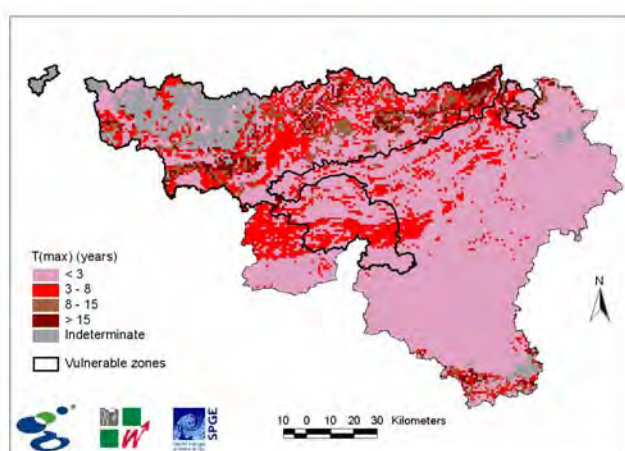 T(max) (years)
< 3
3 - 8
8 - 15
> 15
Indeterminate
Vulnerable zones
N
W
SPGE
10 0 10 20 30 Kilometers